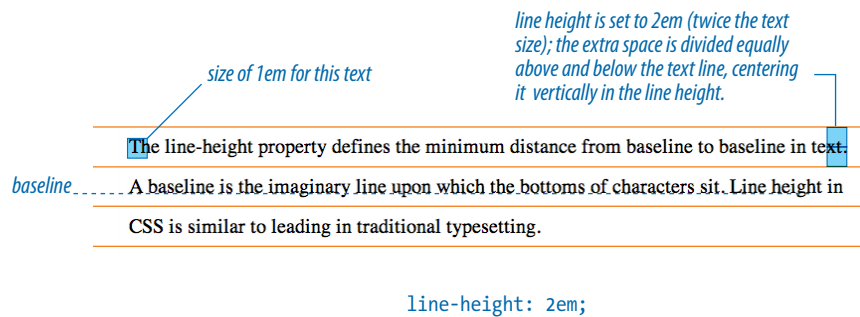 line height is set to 2em (twice the text
size); the extra space is divided equally
above and below the text line, centering
it vertically in the line height.
size of 1em for this text
The line-height property defines the minimum distance from baseline to baseline in text.
baseline
A baseline is the imaginary line upon which the bottoms of characters sit. Line height in
CSS is similar to leading in traditional typesetting.
line-height: 2em;